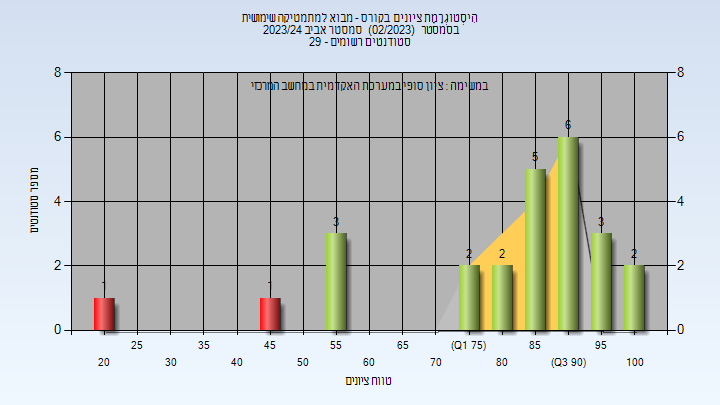 היסטוגרמת ציונים בקורס - מבוא למתמטיקה שימושית
בסמסטר (02/2023) סמסטר אביב 2023/24
סטודנטים רשומים - 29
במשימה : ציון סופי במערכת האקדמית במחשב המרכזי
8 8
6 6
4 4
2 2
0 0
מספר סטודנטים
1 1 3 2 2 5 6 3 2
25 35 45 55 65 (Q1 75) 85 95
20 30 40 50 60 70 80 (Q3 90) 100
טווח ציונים